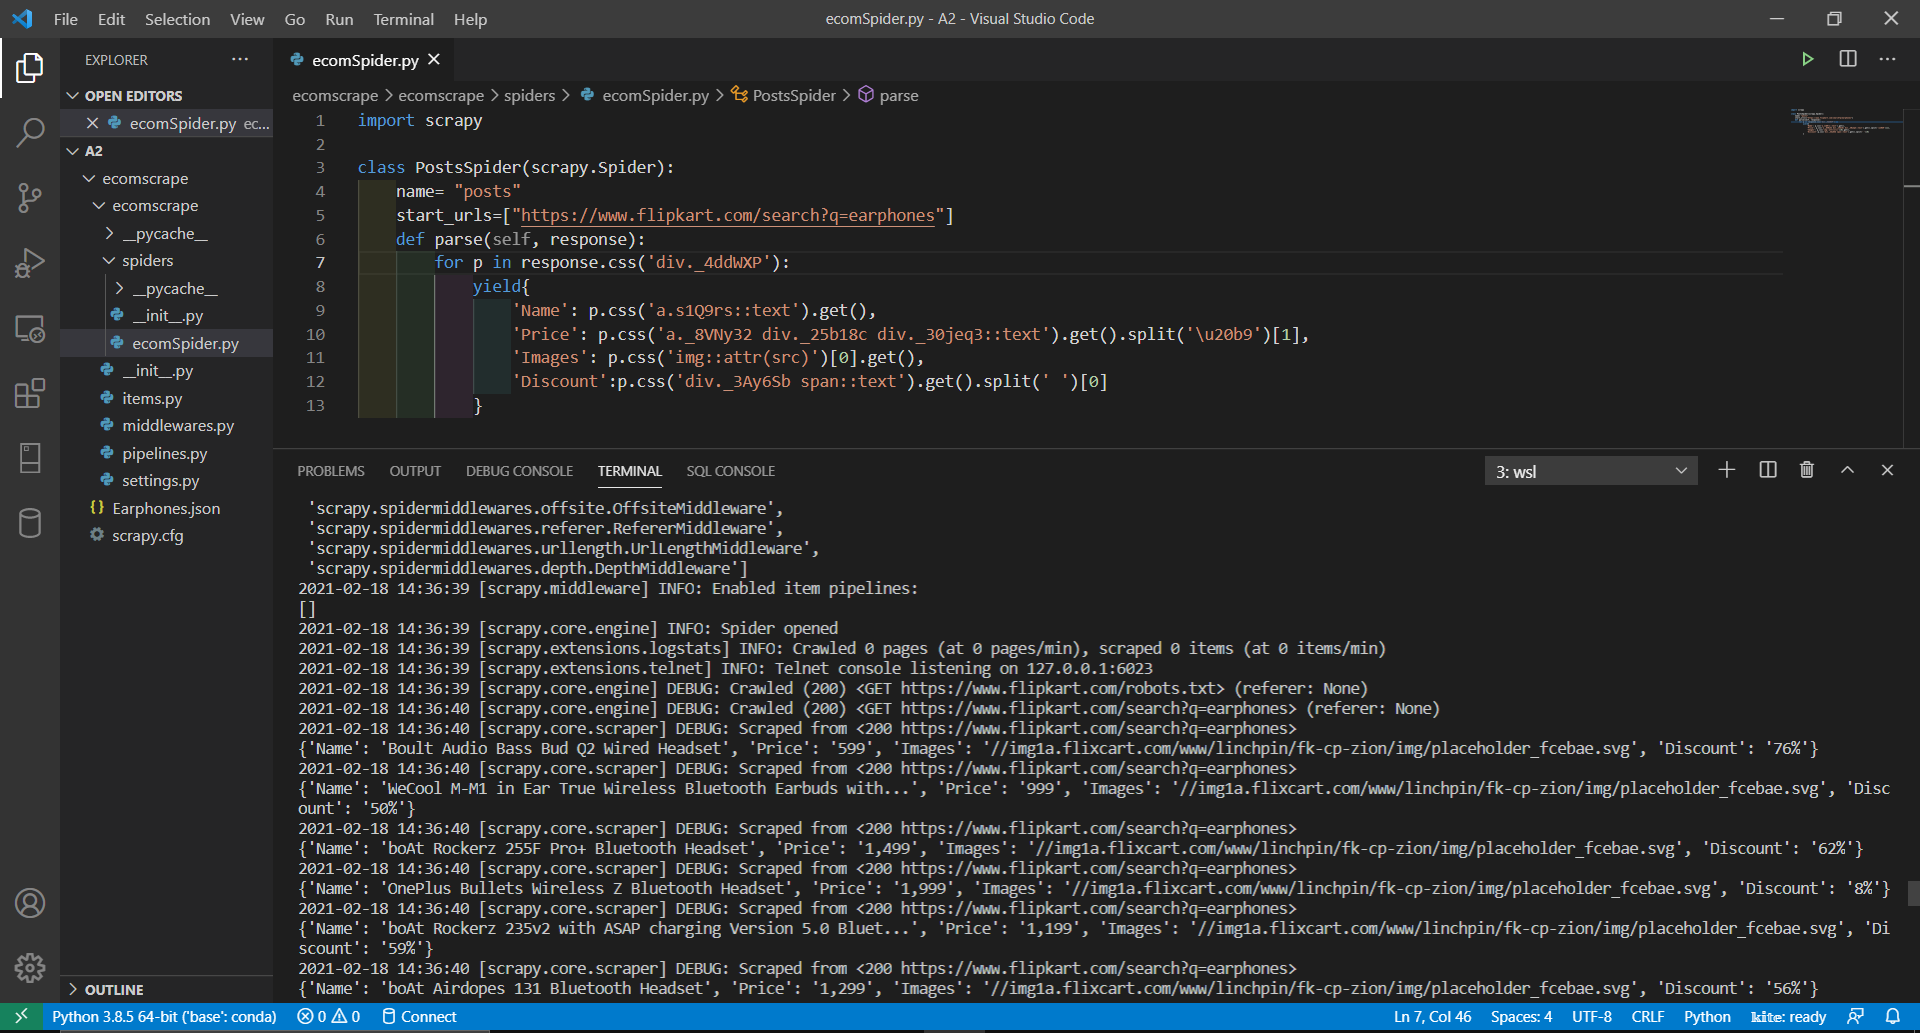 File Edit Selection View Go Run Terminal Help
ecomSpider.py - A2 - Visual Studio Code
EXPLORER
OPEN EDITORS
ecomSpider.py ec...
A2
ecomscrape
ecomscrape
__pycache__
spiders
__pycache__
__init__.py
ecomSpider.py
__init__.py
items.py
middlewares.py
pipelines.py
settings.py
{} Earphones.json
scrapy.cfg
OUTLINE
ecomSpider.py
ecomscrape > ecomscrape > spiders > ecomSpider.py > PostsSpider > parse
1 import scrapy
2
3 class PostsSpider(scrapy.Spider):
4 name= "posts"
5 start_urls=["https://www.flipkart.com/search?q=earphones"]
6 def parse(self, response):
7 for p in response.css('div._4ddWXP'):
8 yield{
9 'Name': p.css('a.s1Q9rs::text').get(),
10 'Price': p.css('a._8VNy32 div._25b18c div._30jeq3::text').get().split('\u20b9')[1],
11 'Images': p.css('img::attr(src)')[0].get(),
12 'Discount':p.css('div._3Ay6Sb span::text').get().split(' ')[0]
13 }
PROBLEMS OUTPUT DEBUG CONSOLE TERMINAL SQL CONSOLE
3: wsl
'scrapy.spidermiddlewares.offsite.OffsiteMiddleware',
'scrapy.spidermiddlewares.referer.RefererMiddleware',
'scrapy.spidermiddlewares.urllength.UrlLengthMiddleware',
'scrapy.spidermiddlewares.depth.DepthMiddleware']
2021-02-18 14:36:39 [scrapy.middleware] INFO: Enabled item pipelines:
[]
2021-02-18 14:36:39 [scrapy.core.engine] INFO: Spider opened
2021-02-18 14:36:39 [scrapy.extensions.logstats] INFO: Crawled 0 pages (at 0 pages/min), scraped 0 items (at 0 items/min)
2021-02-18 14:36:39 [scrapy.extensions.telnet] INFO: Telnet console listening on 127.0.0.1:6023
2021-02-18 14:36:39 [scrapy.core.engine] DEBUG: Crawled (200) <GET https://www.flipkart.com/robots.txt> (referer: None)
2021-02-18 14:36:40 [scrapy.core.engine] DEBUG: Crawled (200) <GET https://www.flipkart.com/search?q=earphones> (referer: None)
2021-02-18 14:36:40 [scrapy.core.scraper] DEBUG: Scraped from <200 https://www.flipkart.com/search?q=earphones>
{'Name': 'Boult Audio Bass Bud Q2 Wired Headset', 'Price': '599', 'Images': '//img1a.flixcart.com/www/linchpin/fk-cp-zion/img/placeholder_fcebae.svg', 'Discount': '76%'}
2021-02-18 14:36:40 [scrapy.core.scraper] DEBUG: Scraped from <200 https://www.flipkart.com/search?q=earphones>
{'Name': 'WeCool M-M1 in Ear True Wireless Bluetooth Earbuds with...', 'Price': '999', 'Images': '//img1a.flixcart.com/www/linchpin/fk-cp-zion/img/placeholder_fcebae.svg', 'Disc
ount': '50%'}
2021-02-18 14:36:40 [scrapy.core.scraper] DEBUG: Scraped from <200 https://www.flipkart.com/search?q=earphones>
{'Name': 'boAt Rockerz 255F Pro+ Bluetooth Headset', 'Price': '1,499', 'Images': '//img1a.flixcart.com/www/linchpin/fk-cp-zion/img/placeholder_fcebae.svg', 'Discount': '62%'}
2021-02-18 14:36:40 [scrapy.core.scraper] DEBUG: Scraped from <200 https://www.flipkart.com/search?q=earphones>
{'Name': 'OnePlus Bullets Wireless Z Bluetooth Headset', 'Price': '1,999', 'Images': '//img1a.flixcart.com/www/linchpin/fk-cp-zion/img/placeholder_fcebae.svg', 'Discount': '8%'}
2021-02-18 14:36:40 [scrapy.core.scraper] DEBUG: Scraped from <200 https://www.flipkart.com/search?q=earphones>
{'Name': 'boAt Rockerz 235v2 with ASAP charging Version 5.0 Bluet...', 'Price': '1,199', 'Images': '//img1a.flixcart.com/www/linchpin/fk-cp-zion/img/placeholder_fcebae.svg', 'Di
scount': '59%'}
2021-02-18 14:36:40 [scrapy.core.scraper] DEBUG: Scraped from <200 https://www.flipkart.com/search?q=earphones>
{'Name': 'boAt Airdopes 131 Bluetooth Headset', 'Price': '1,299', 'Images': '//img1a.flixcart.com/www/linchpin/fk-cp-zion/img/placeholder_fcebae.svg', 'Discount': '56%'}
Python 3.8.5 64-bit ('base': conda) 0 0 Connect
Ln 7, Col 46 Spaces: 4 UTF-8 CRLF Python kite: ready